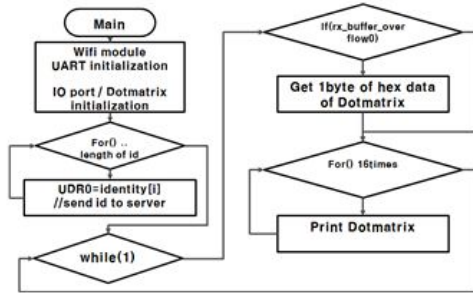 Main
Wifi module
UART initialization
IO port / Dotmatrix
initialization
For() ..
length of id
UDR0=identity[i]
//send id to server
while(1)
If(rx_buffer_over
flow0)
Get 1byte of hex data
of Dotmatrix
For() 16times
Print Dotmatrix